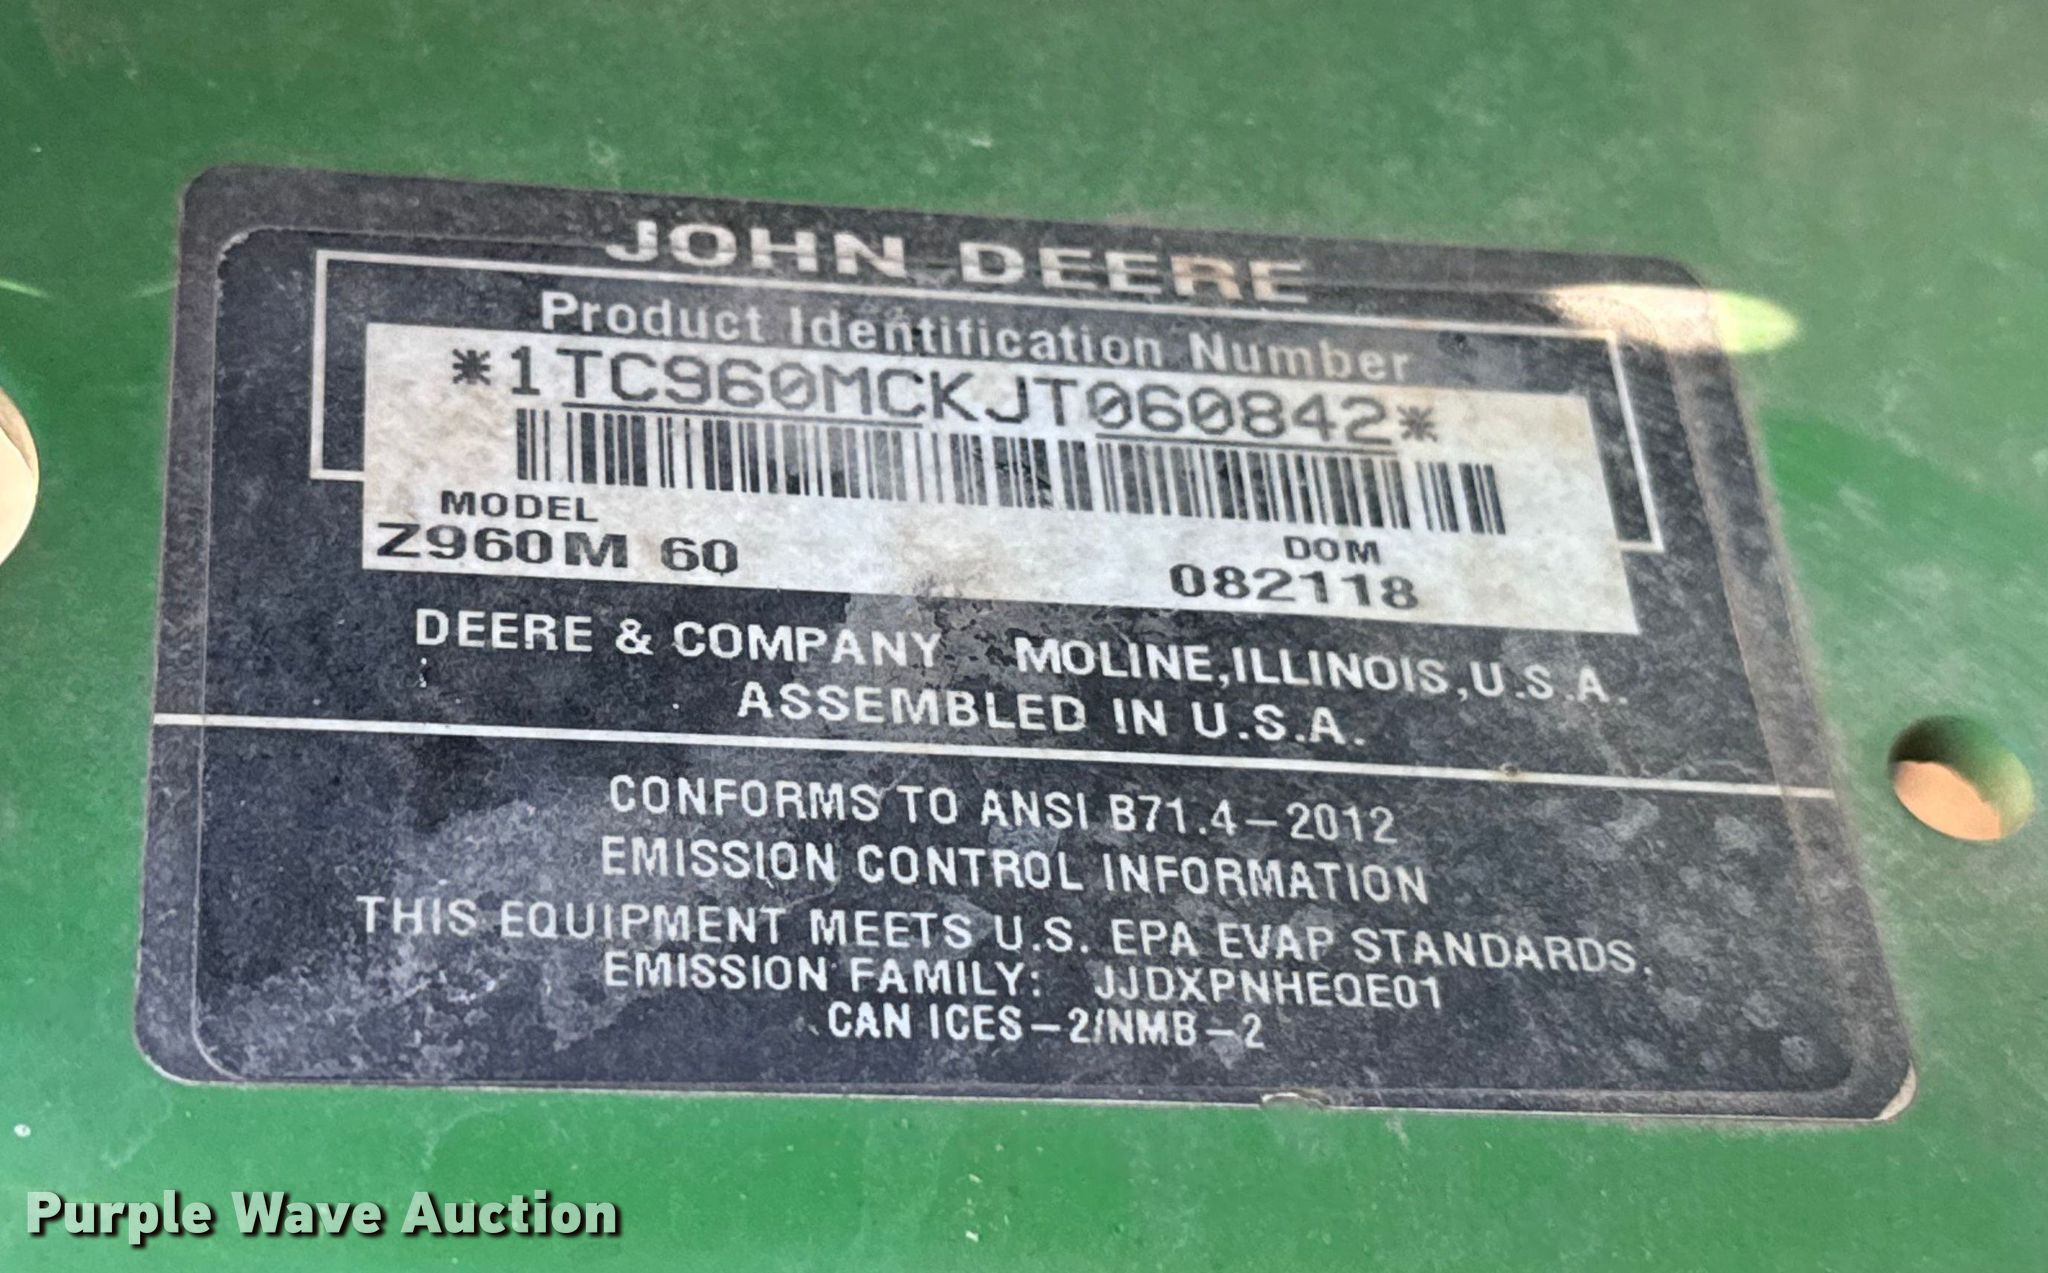 JOHN DEERE
Product Identification Number
*1TC960MCKJT060842*
MODEL
DOM
Z960M 60
082118
DEERE & COMPANY MOLINE,ILLINOIS,U.S.A.
ASSEMBLED IN U.S.A.
CONFORMS TO ANSI B71.4-2012
EMISSION CONTROL INFORMATION
THIS EQUIPMENT MEETS U.S. EPA EVAP STANDARDS.
EMISSION FAMILY: JJDXPNHEQE01
CAN ICES-2/NMB-2
Purple Wave Auction